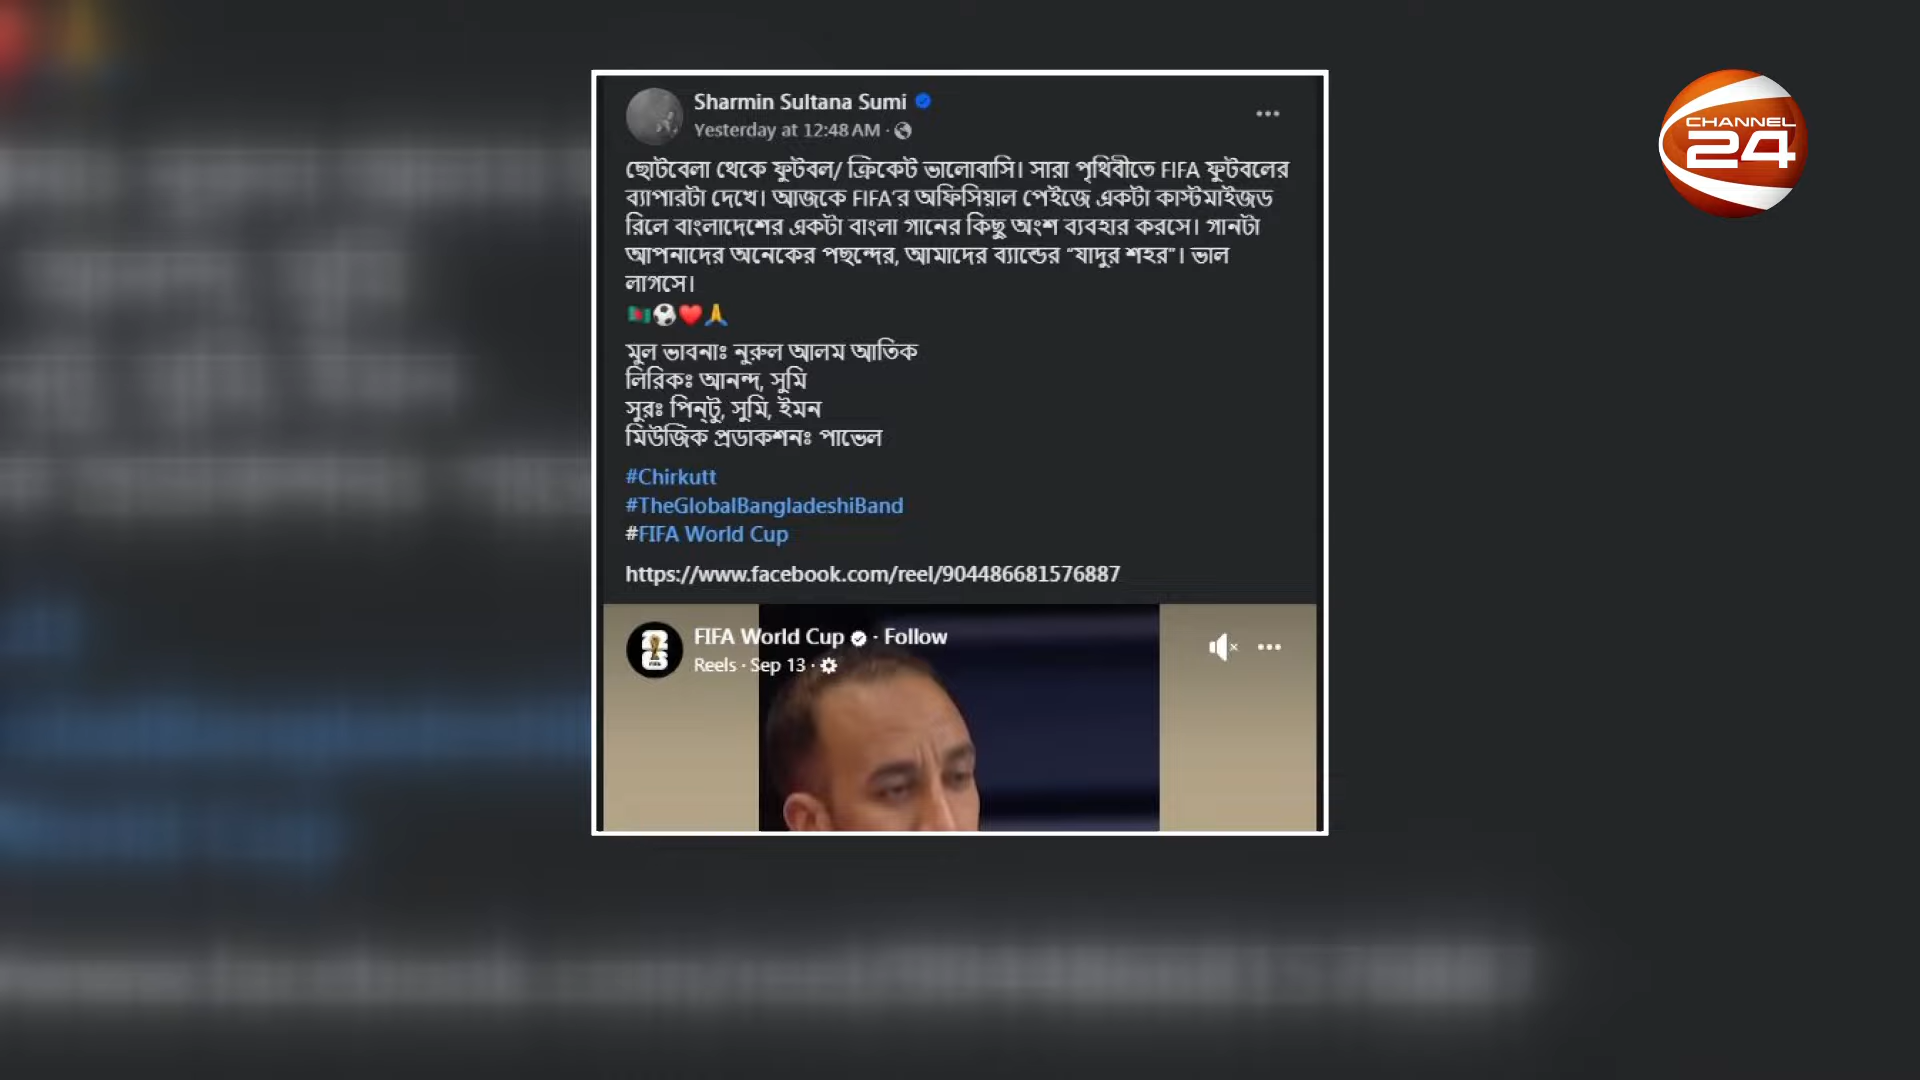 CHANNEL
24
Sharmin Sultana Sumi
Yesterday at 12:48 AM ·
ছোটবেলা থেকে ফুটবল/ ক্রিকেট ভালোবাসি। সারা পৃথিবীতে FIFA ফুটবলের
ব্যাপারটা দেখে। আজকে FIFA'র অফিসিয়াল পেইজে একটা কাস্টমাইজড
রিলে বাংলাদেশের একটা বাংলা গানের কিছু অংশ ব্যবহার করসে। গানটা
আপনাদের অনেকের পছন্দের, আমাদের ব্যান্ডের “যাদুর শহর”। ভাল
লাগসে।
🇧🇩⚽❤️🙏
মুল ভাবনাঃ নুরুল আলম আতিক
লিরিকঃ আনন্দ, সুমি
সুরঃ পিন্টু, সুমি, ইমন
মিউজিক প্রডাকশনঃ পাভেল
#Chirkutt
#TheGlobalBangladeshiBand
#FIFA World Cup
https://www.facebook.com/reel/904486681576887
FIFA World Cup · Follow
Reels · Sep 13 ·